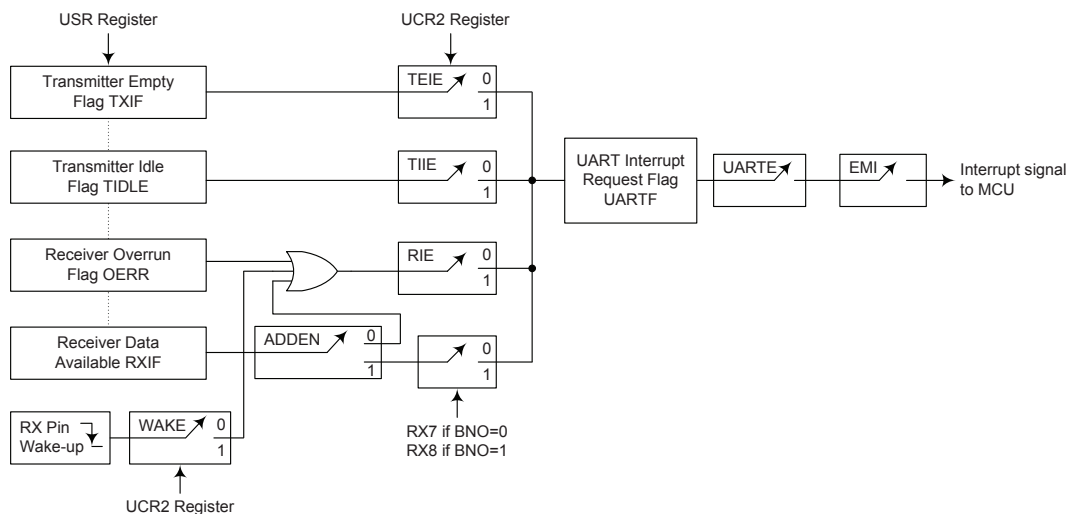 USR Register
UCR2 Register
Transmitter Empty
Flag TXIF
TEIE
0
1
Transmitter Idle
Flag TIDLE
TIIE
0
1
UART Interrupt
Request Flag
UARTF
UARTE
EMI
Interrupt signal
to MCU
Receiver Overrun
Flag OERR
RIE
0
1
Receiver Data
Available RXIF
ADDEN
0
1
0
1
RX Pin
Wake-up
WAKE
0
1
RX7 if BNO=0
RX8 if BNO=1
UCR2 Register